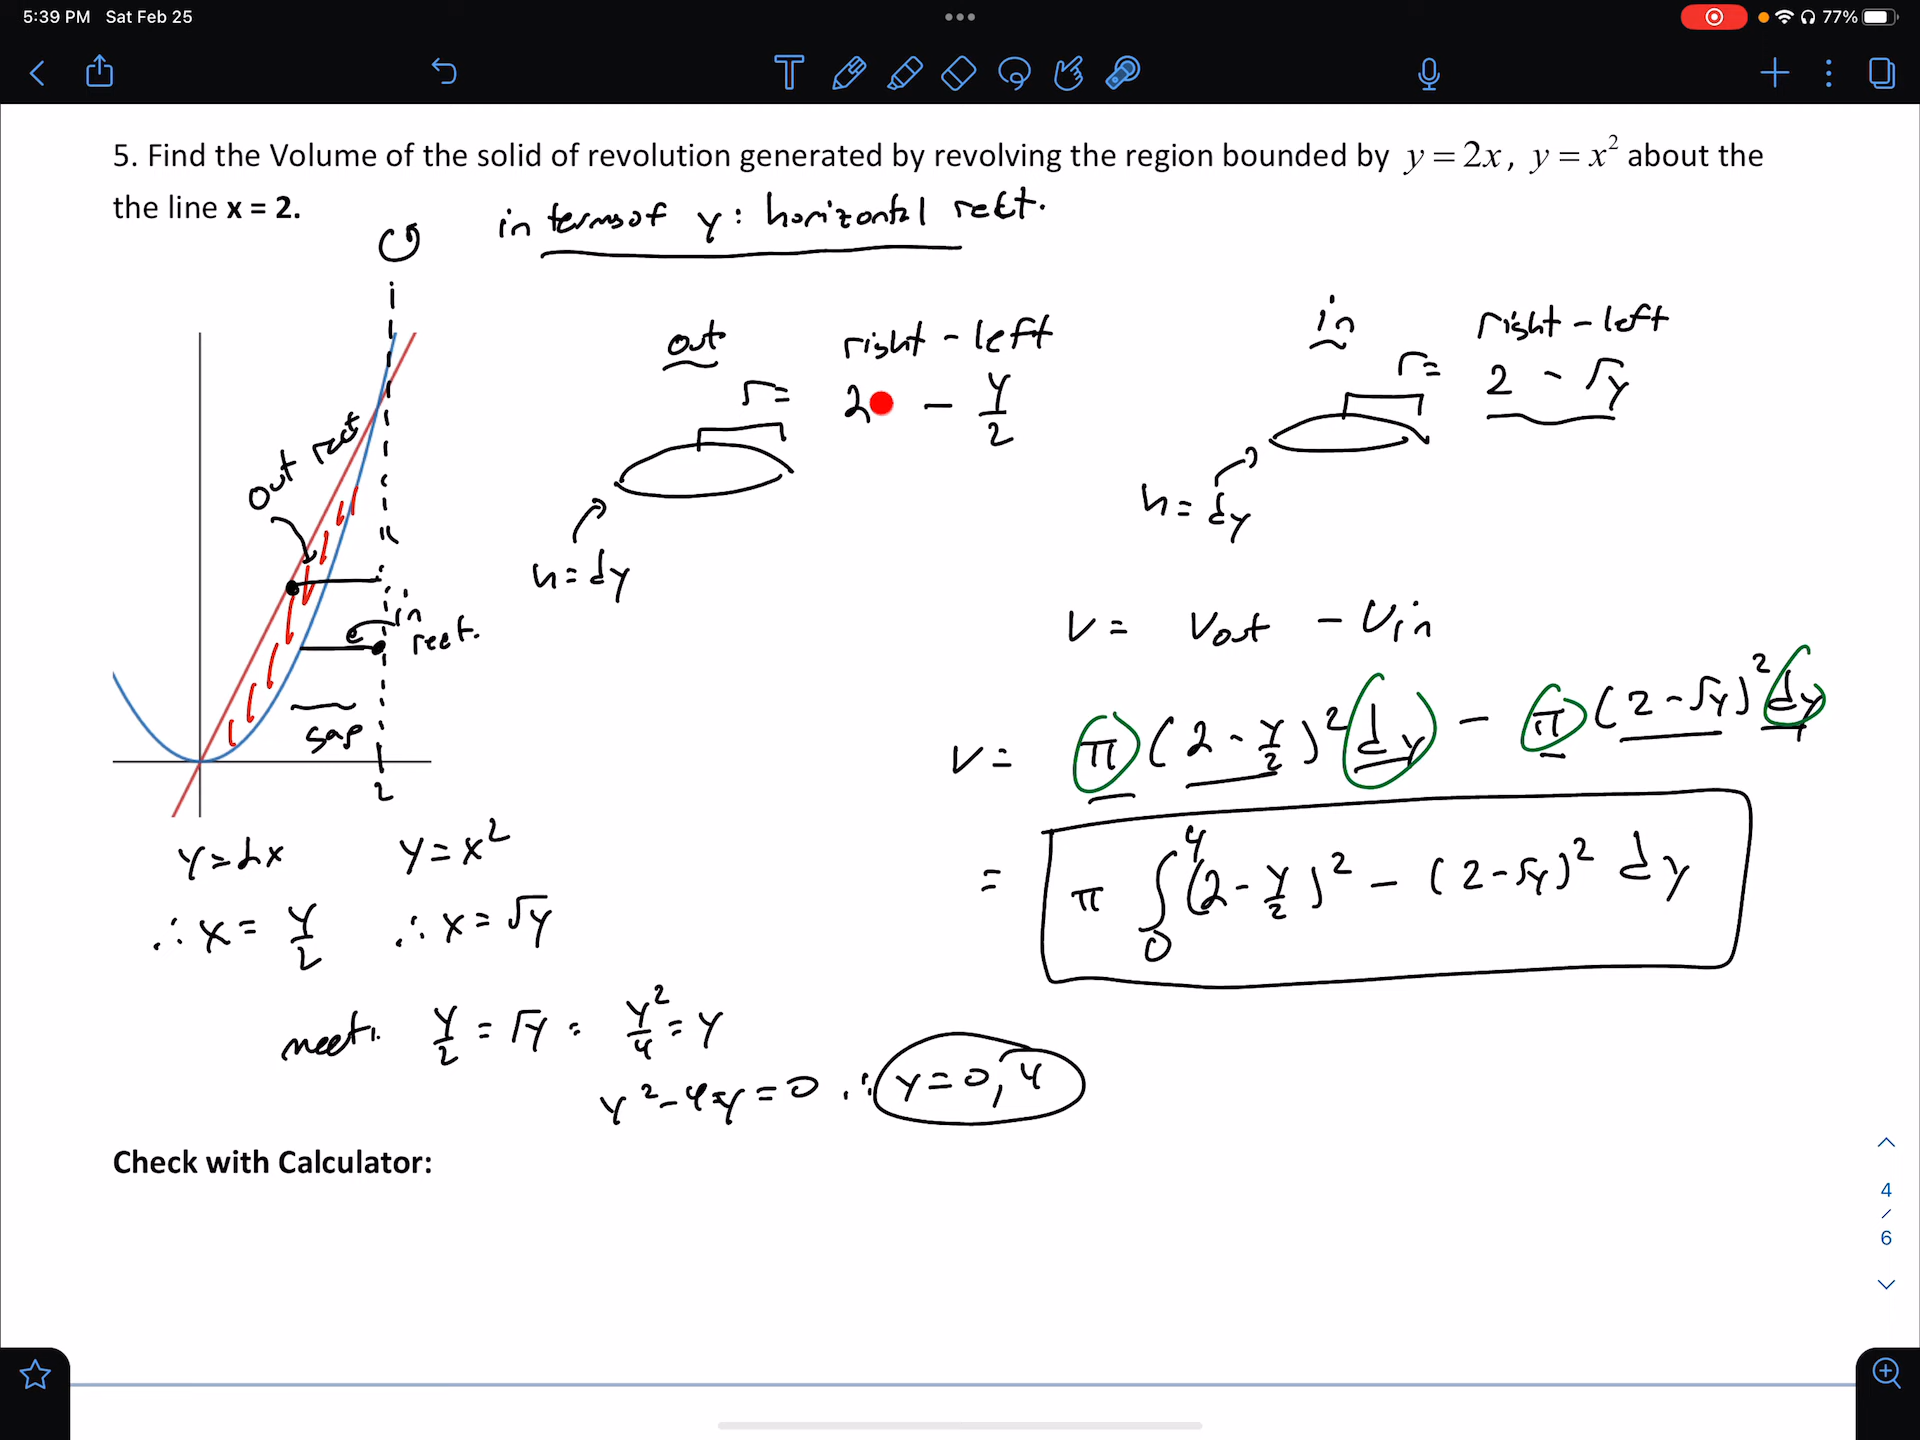 5:39 PM Sat Feb 25
77%
5. Find the Volume of the solid of revolution generated by revolving the region bounded by y = 2x, y = x² about the
the line x = 2.
in terms of y : horizontal rect.
out
right - left
r = 2 - y/2
h = dy
in
right - left
r = 2 - √y
h = dy
out rect
in
rect.
gap
2
V = Vout - Vin
V = π (2 - y/2)² dy - π (2 - √y)² dy
= π ∫₀⁴ (2 - y/2)² - (2 - √y)² dy
y = 2x y = x²
∴ x = y/2 ∴ x = √y
meet: y/2 = √y = y²/4 = y
y² - 4y = 0 ∴ y = 0, 4
Check with Calculator:
4
/
6